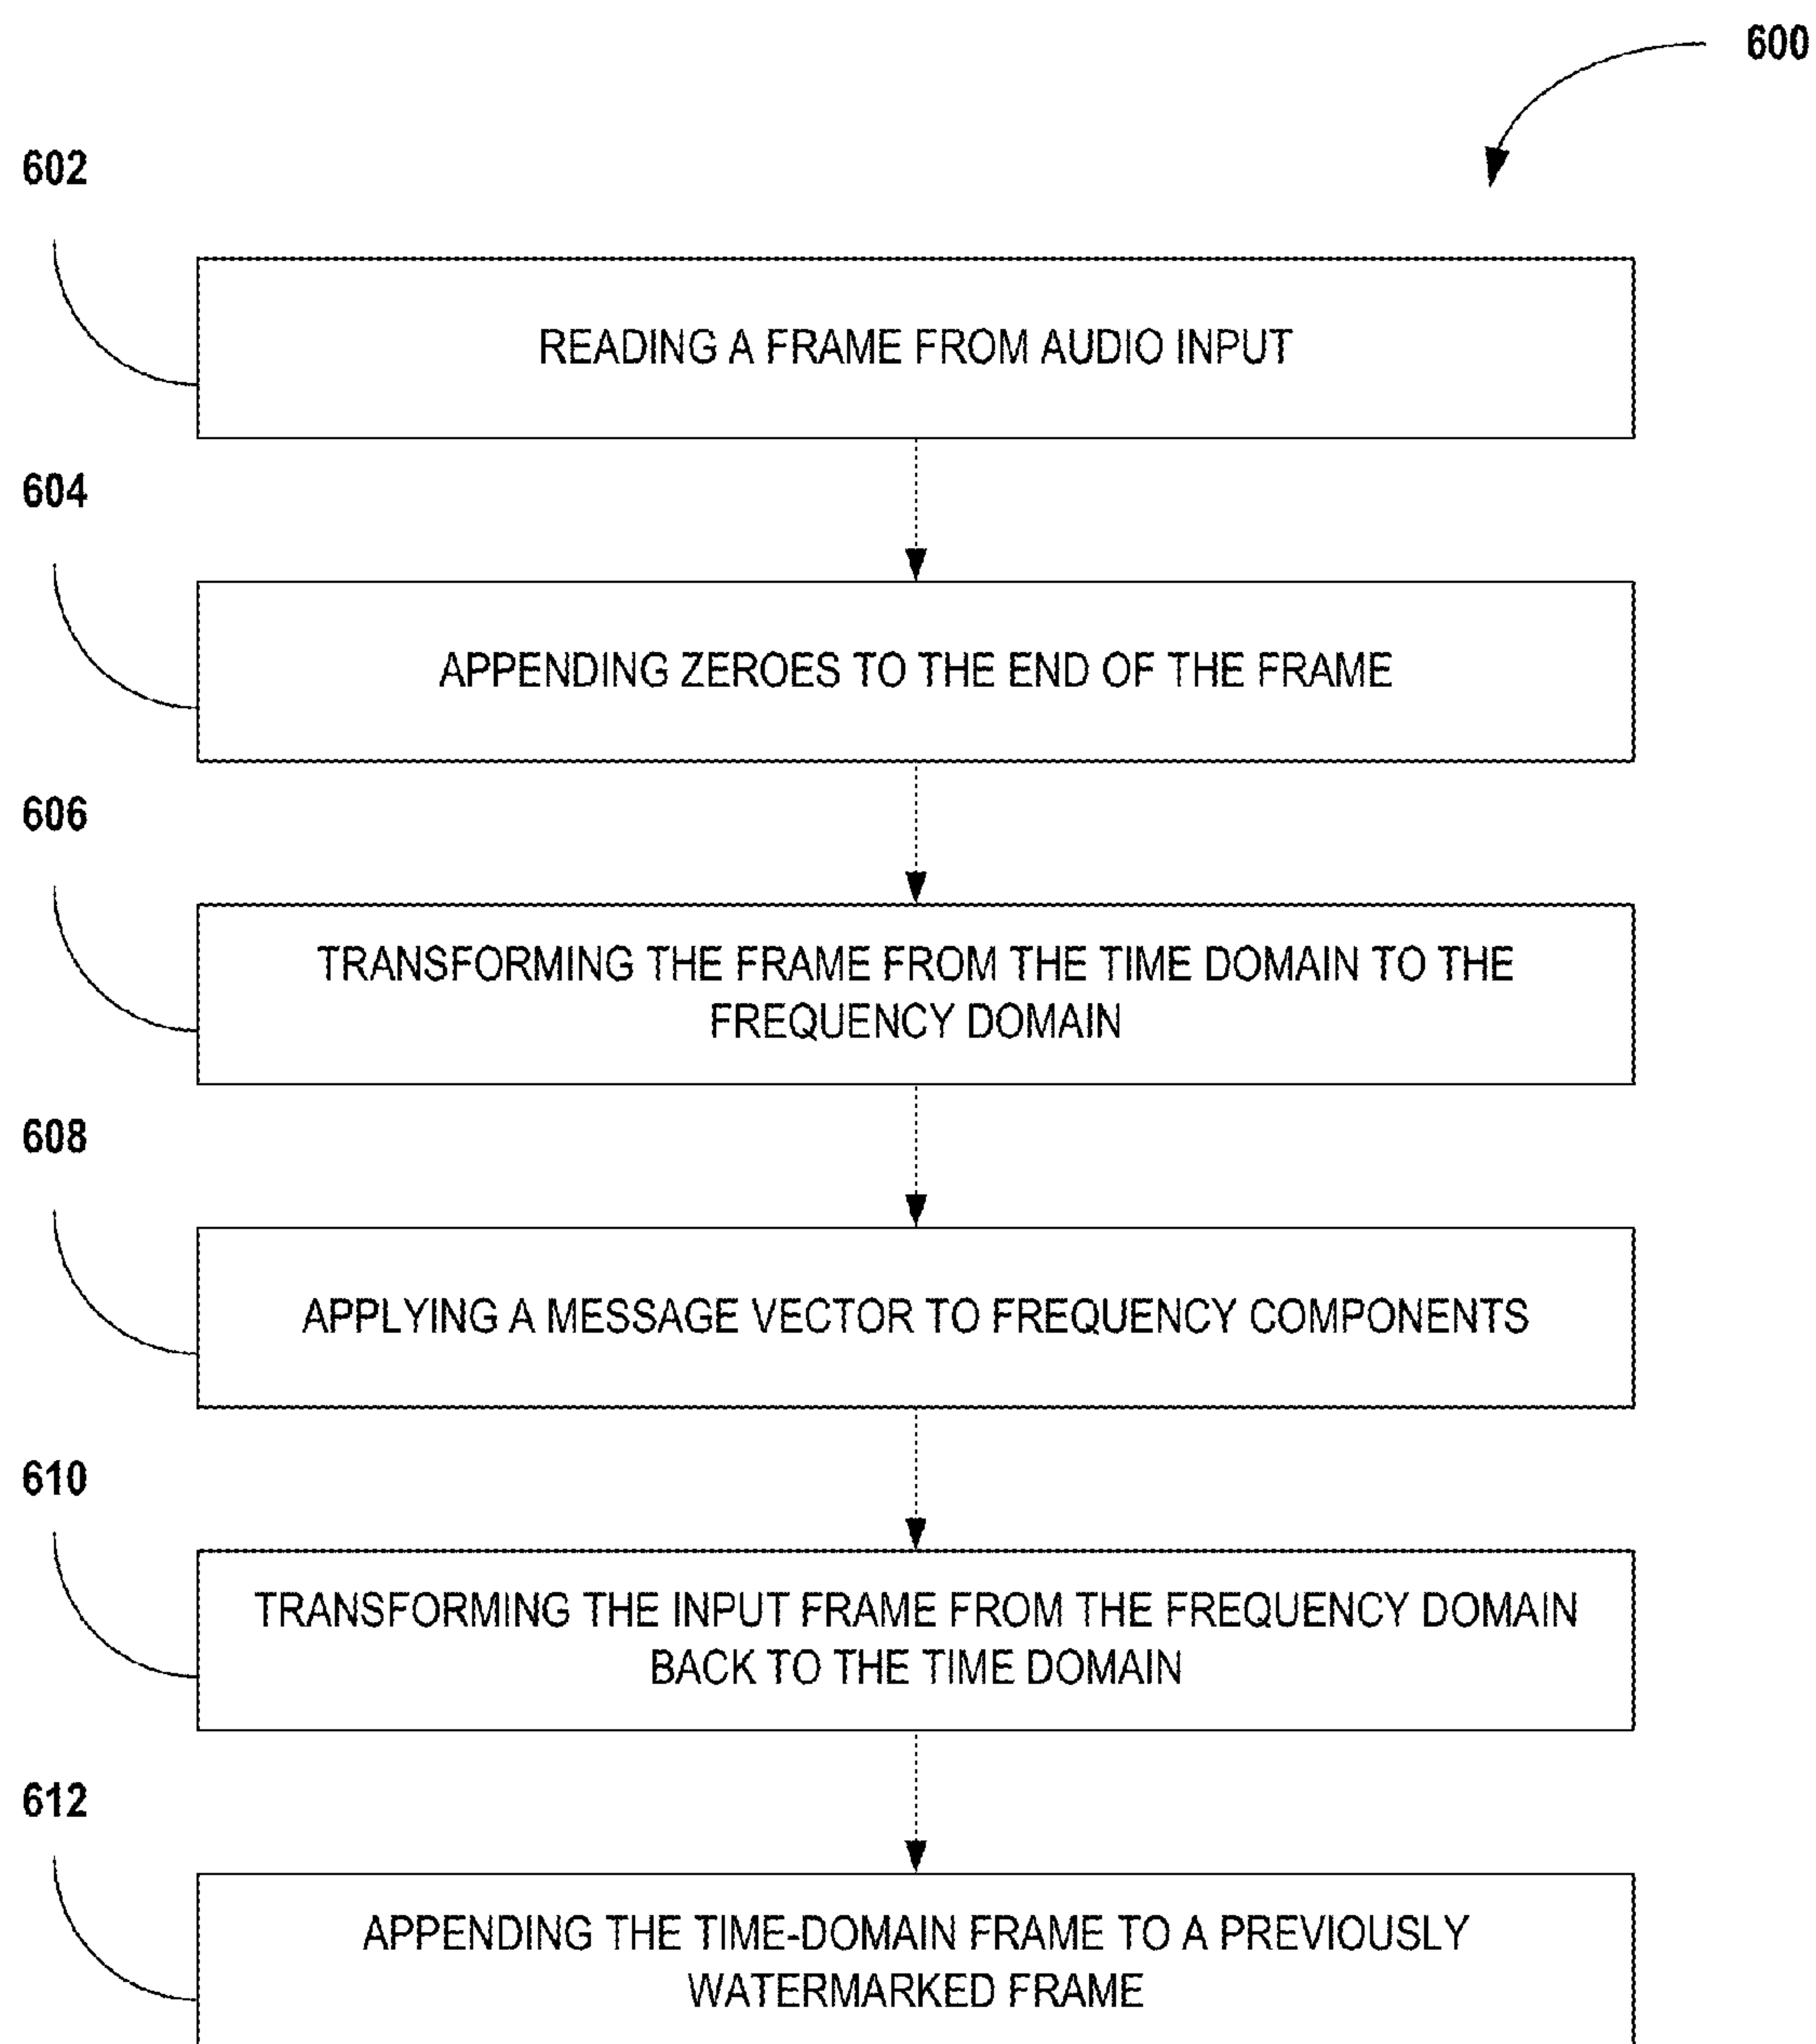 600
602
READING A FRAME FROM AUDIO INPUT
604
APPENDING ZEROES TO THE END OF THE FRAME
606
TRANSFORMING THE FRAME FROM THE TIME DOMAIN TO THE
FREQUENCY DOMAIN
608
APPLYING A MESSAGE VECTOR TO FREQUENCY COMPONENTS
610
TRANSFORMING THE INPUT FRAME FROM THE FREQUENCY DOMAIN
BACK TO THE TIME DOMAIN
612
APPENDING THE TIME-DOMAIN FRAME TO A PREVIOUSLY
WATERMARKED FRAME